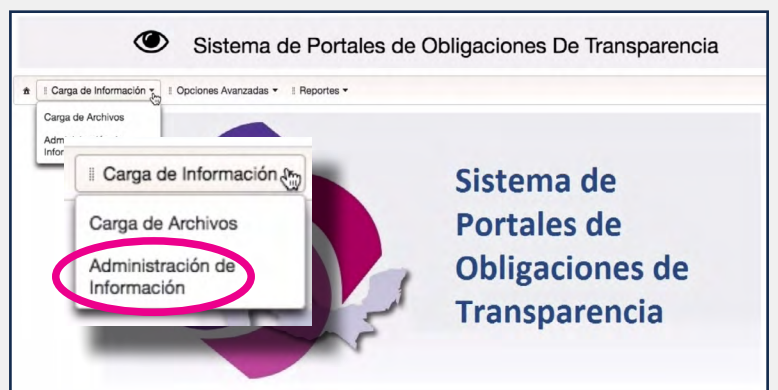 Sistema de Portales de Obligaciones De Transparencia
Carga de Información
Opciones Avanzadas
Reportes
Carga de Archivos
Carga de Información
Carga de Archivos
Administración de
Información
Sistema de
Portales de
Obligaciones de
Transparencia